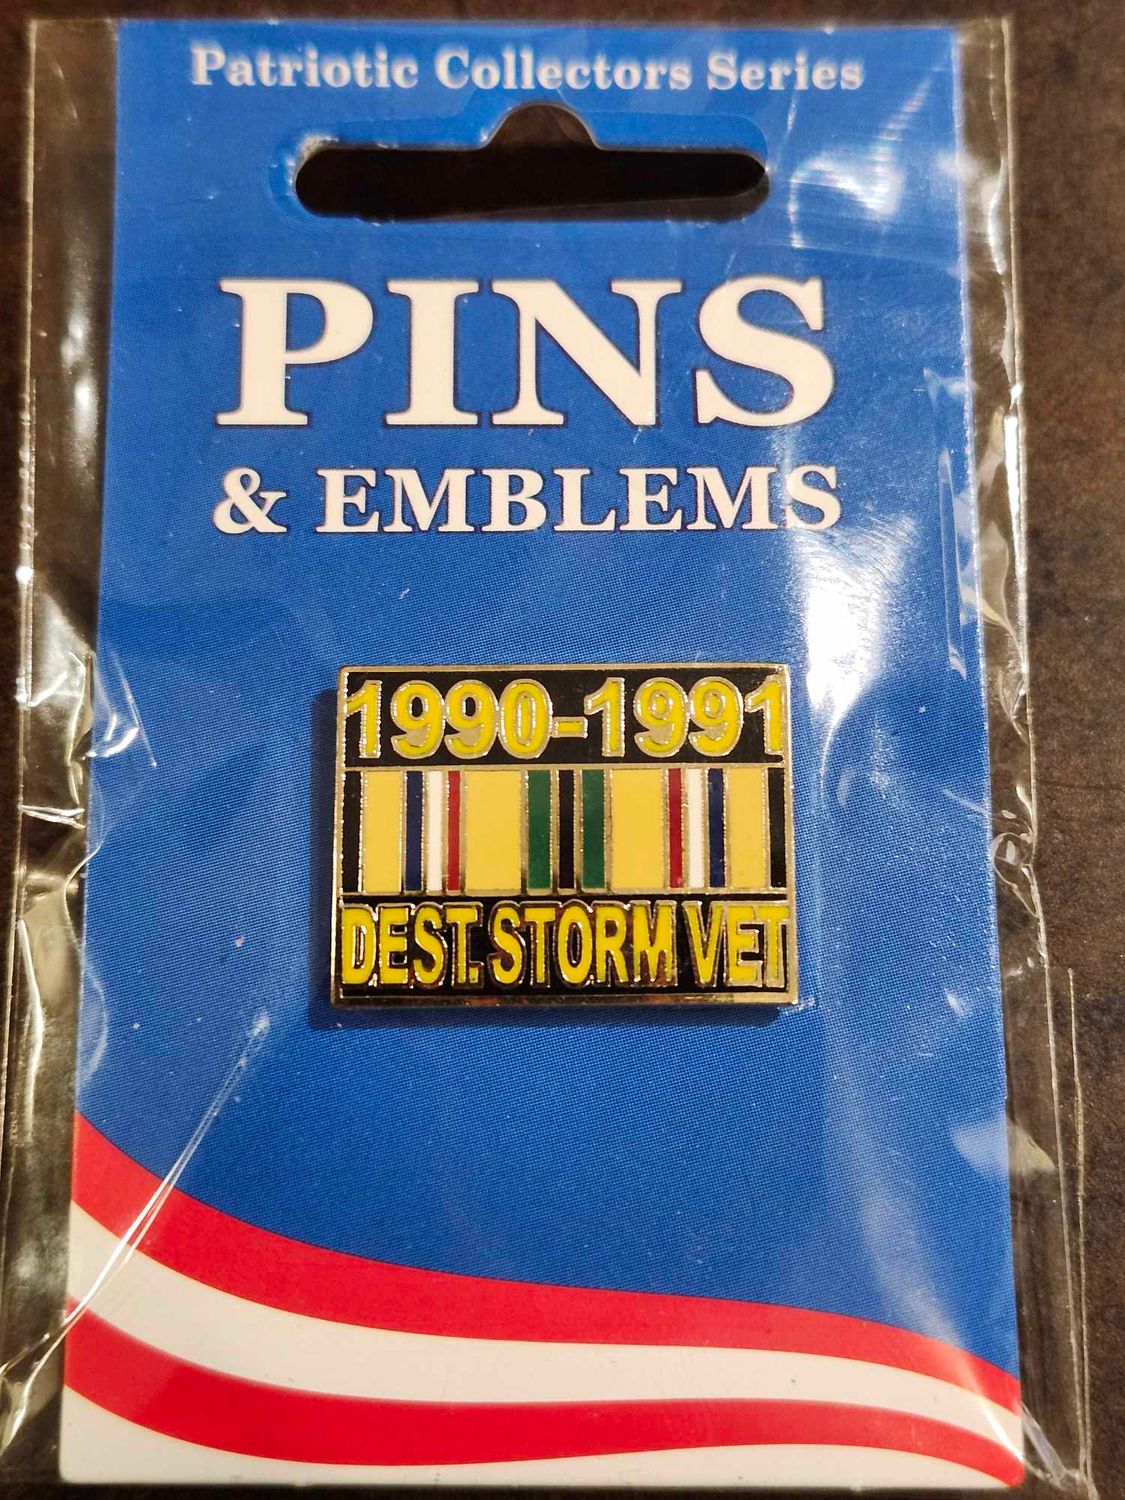 Patriotic Collectors Series
PINS
& EMBLEMS
1990-1991
DEST. STORM VET